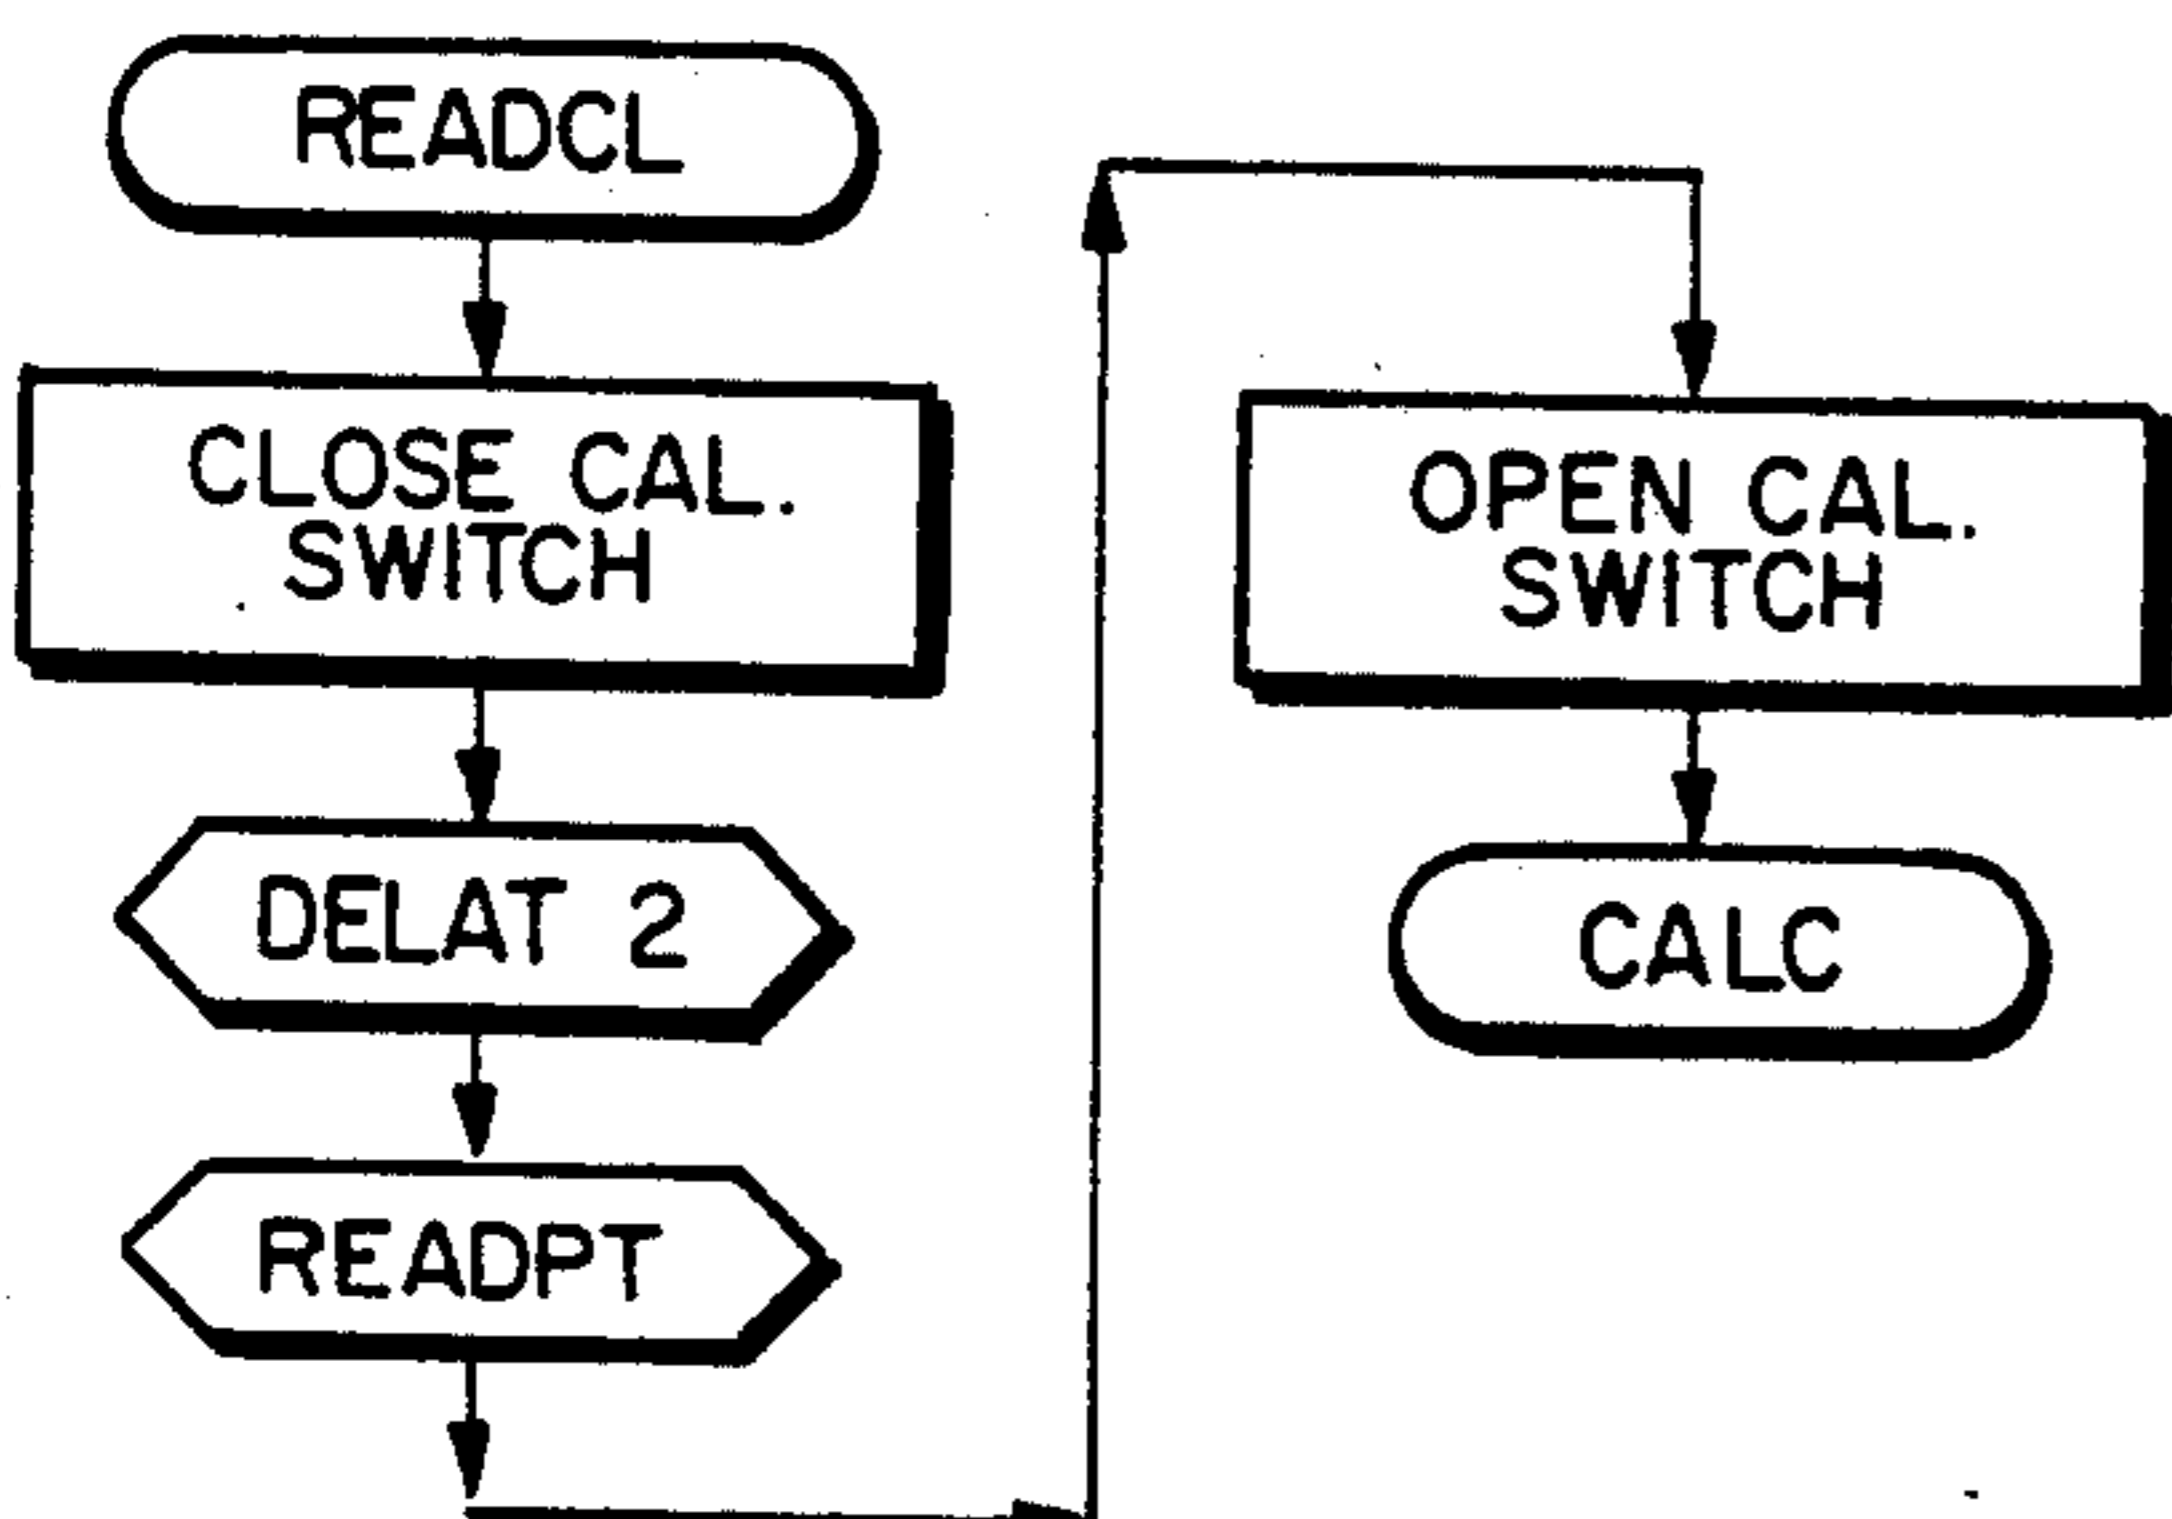 READCL
CLOSE CAL.
SWITCH
DELAT 2
READPT
OPEN CAL.
SWITCH
CALC